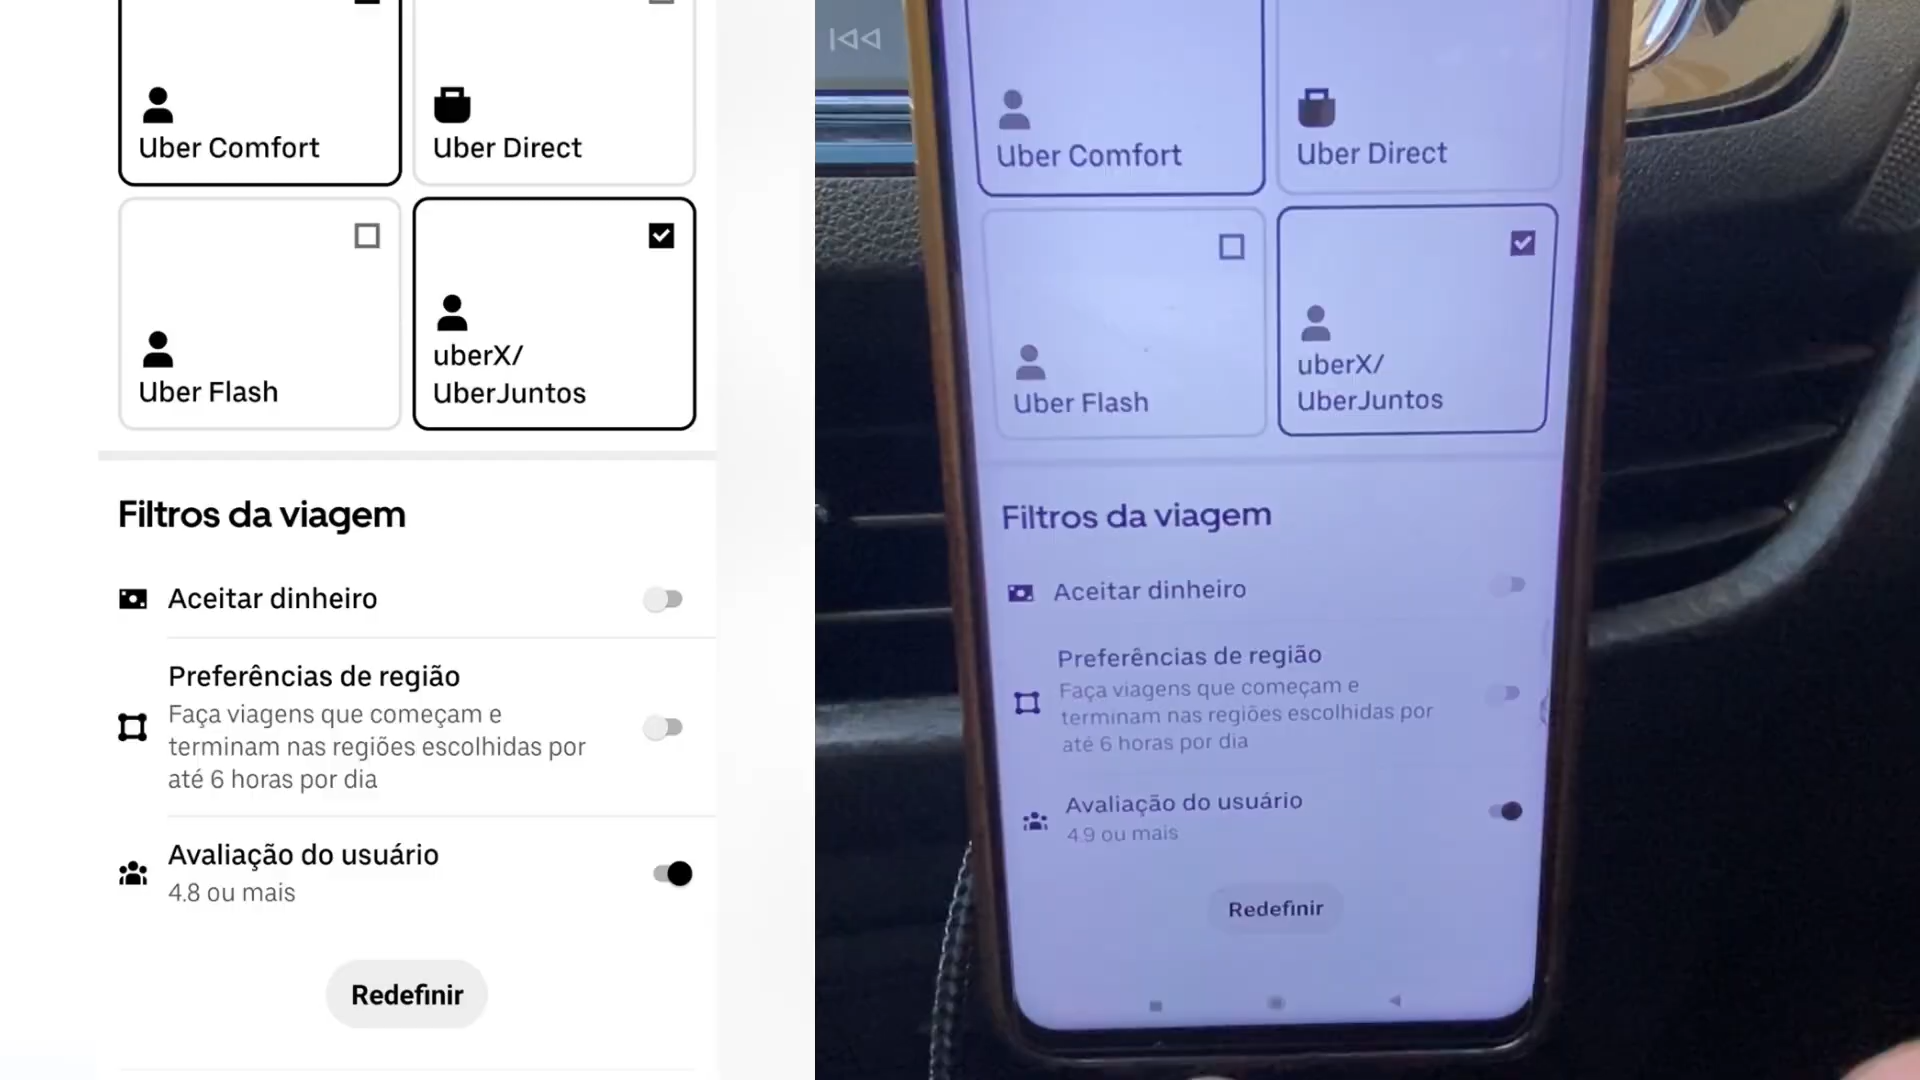 Uber Comfort
Uber Direct
Uber Flash
uberX/
UberJuntos
Filtros da viagem
Aceitar dinheiro
Preferências de região
Faça viagens que começam e
terminam nas regiões escolhidas por
até 6 horas por dia
Avaliação do usuário
4.8 ou mais
Redefinir
Uber Comfort
Uber Direct
Uber Flash
uberX/
UberJuntos
Filtros da viagem
Aceitar dinheiro
Preferências de região
Faça viagens que começam e
terminam nas regiões escolhidas por
até 6 horas por dia
Avaliação do usuário
4.9 ou mais
Redefinir